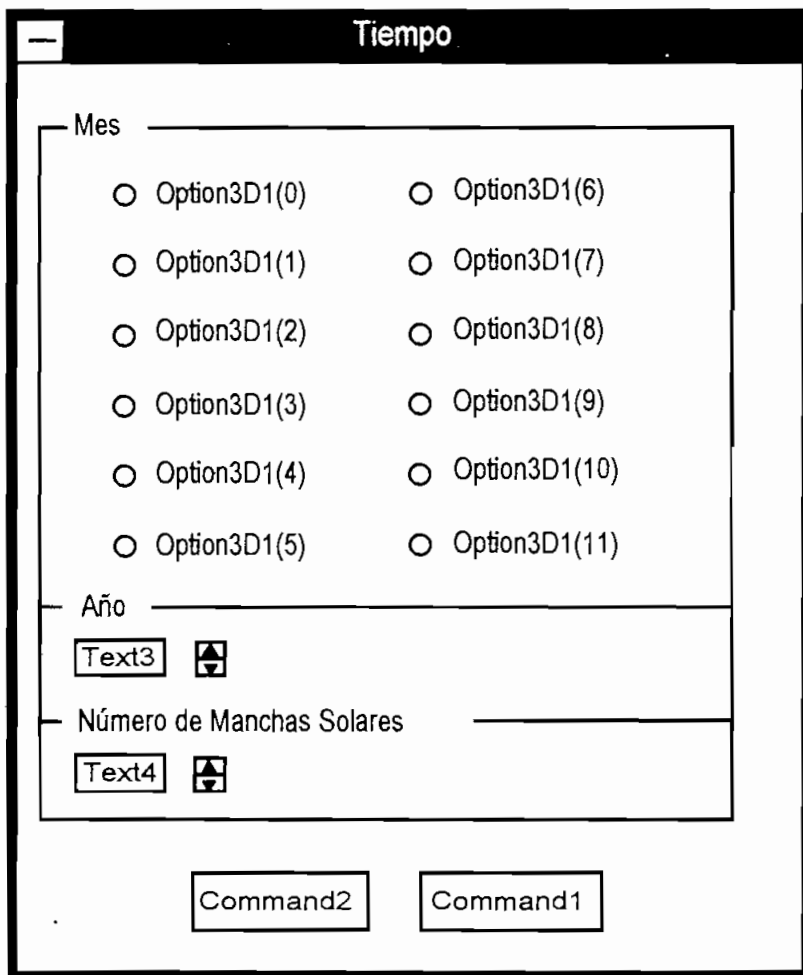 Tiempo
Mes
Option3D1(0)
Option3D1(6)
Option3D1(1)
Option3D1(7)
Option3D1(2)
Option3D1(8)
Option3D1(3)
Option3D1(9)
Option3D1(4)
Option3D1(10)
Option3D1(5)
Option3D1(11)
Año
Text3
Número de Manchas Solares
Text4
Command2
Command1